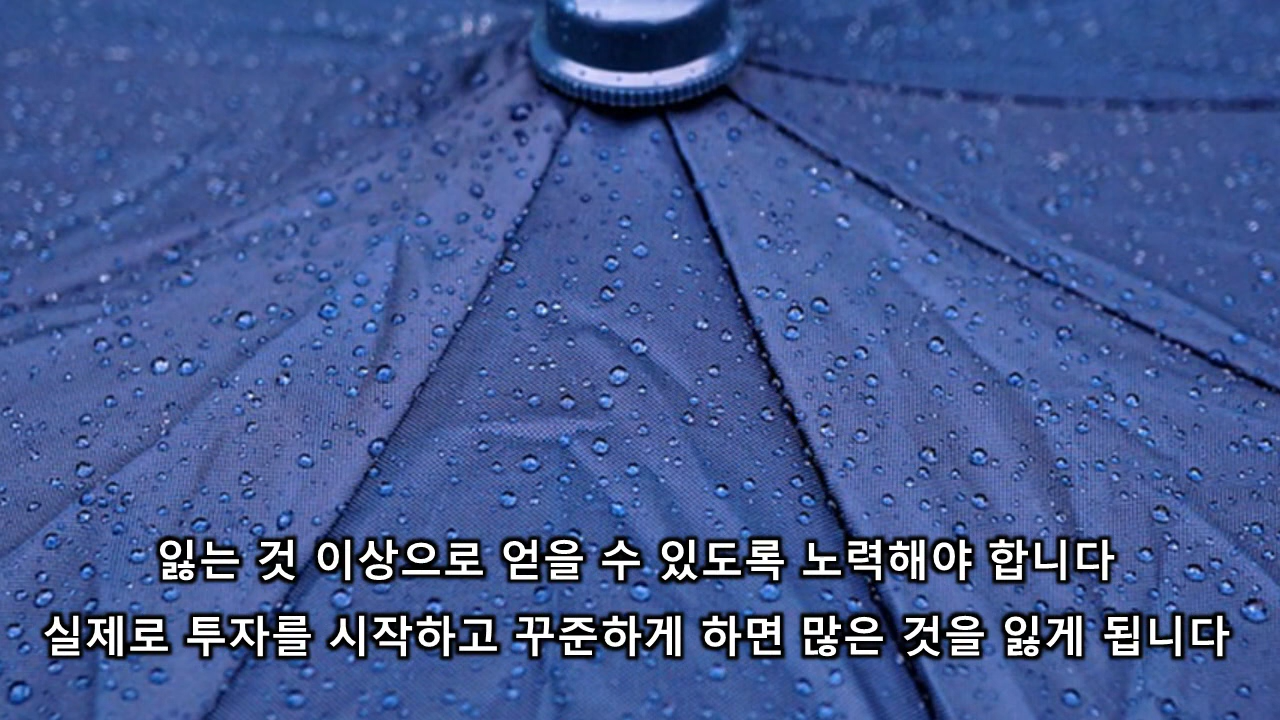 잃는 것 이상으로 얻을 수 있도록 노력해야 합니다
실제로 투자를 시작하고 꾸준하게 하면 많은 것을 잃게 됩니다